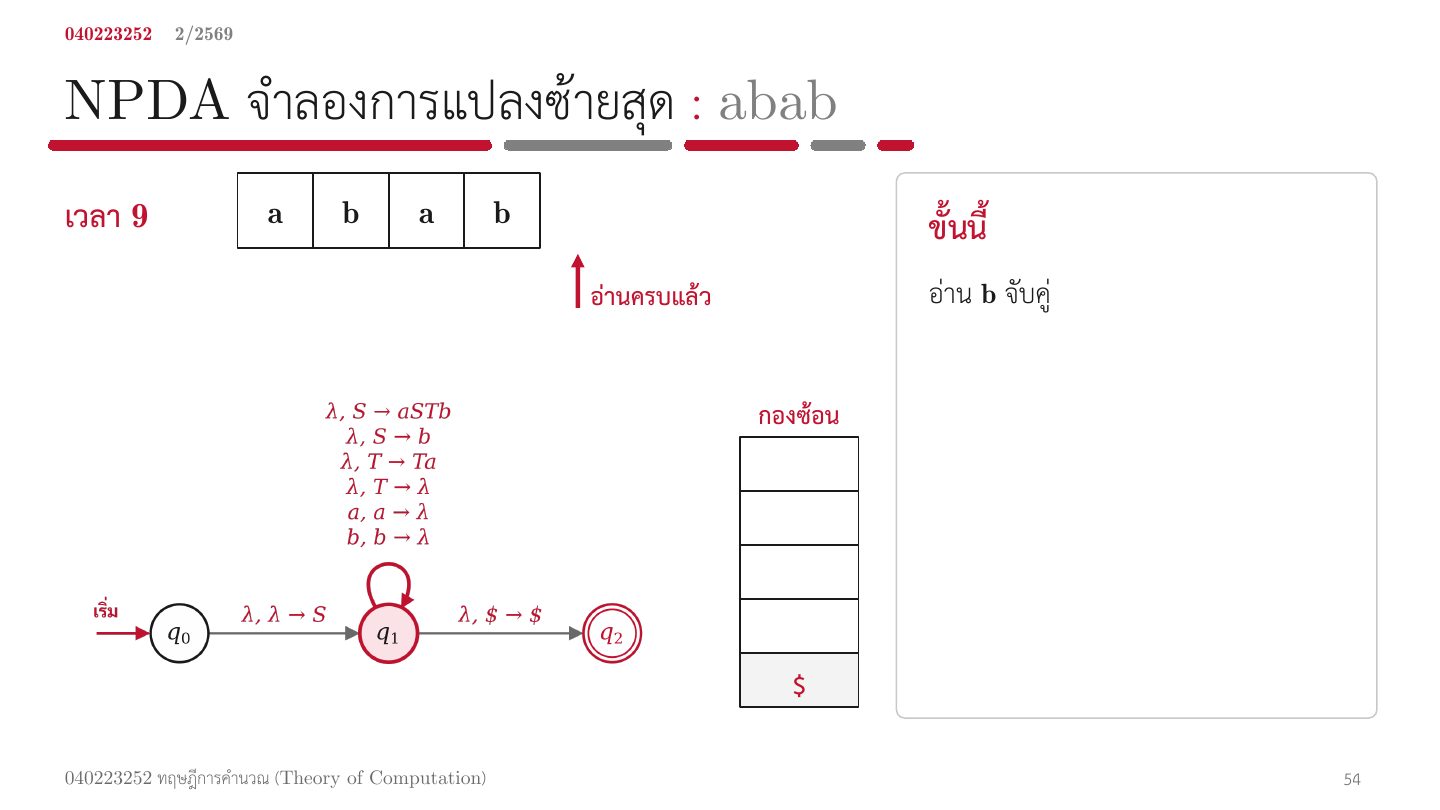 040223252 2/2569
NPDA จำลองการแปลงซ้ายสุด : abab
เวลา 9
a b a b
อ่านครบแล้ว
ขั้นนี้
อ่าน b จับคู่
λ, S → aSTb
λ, S → b
λ, T → Ta
λ, T → λ
a, a → λ
b, b → λ
กองซ้อน
$
เริ่ม
q₀
λ, λ → S
q₁
λ, $ → $
q₂
040223252 ทฤษฎีการคำนวณ (Theory of Computation)
54